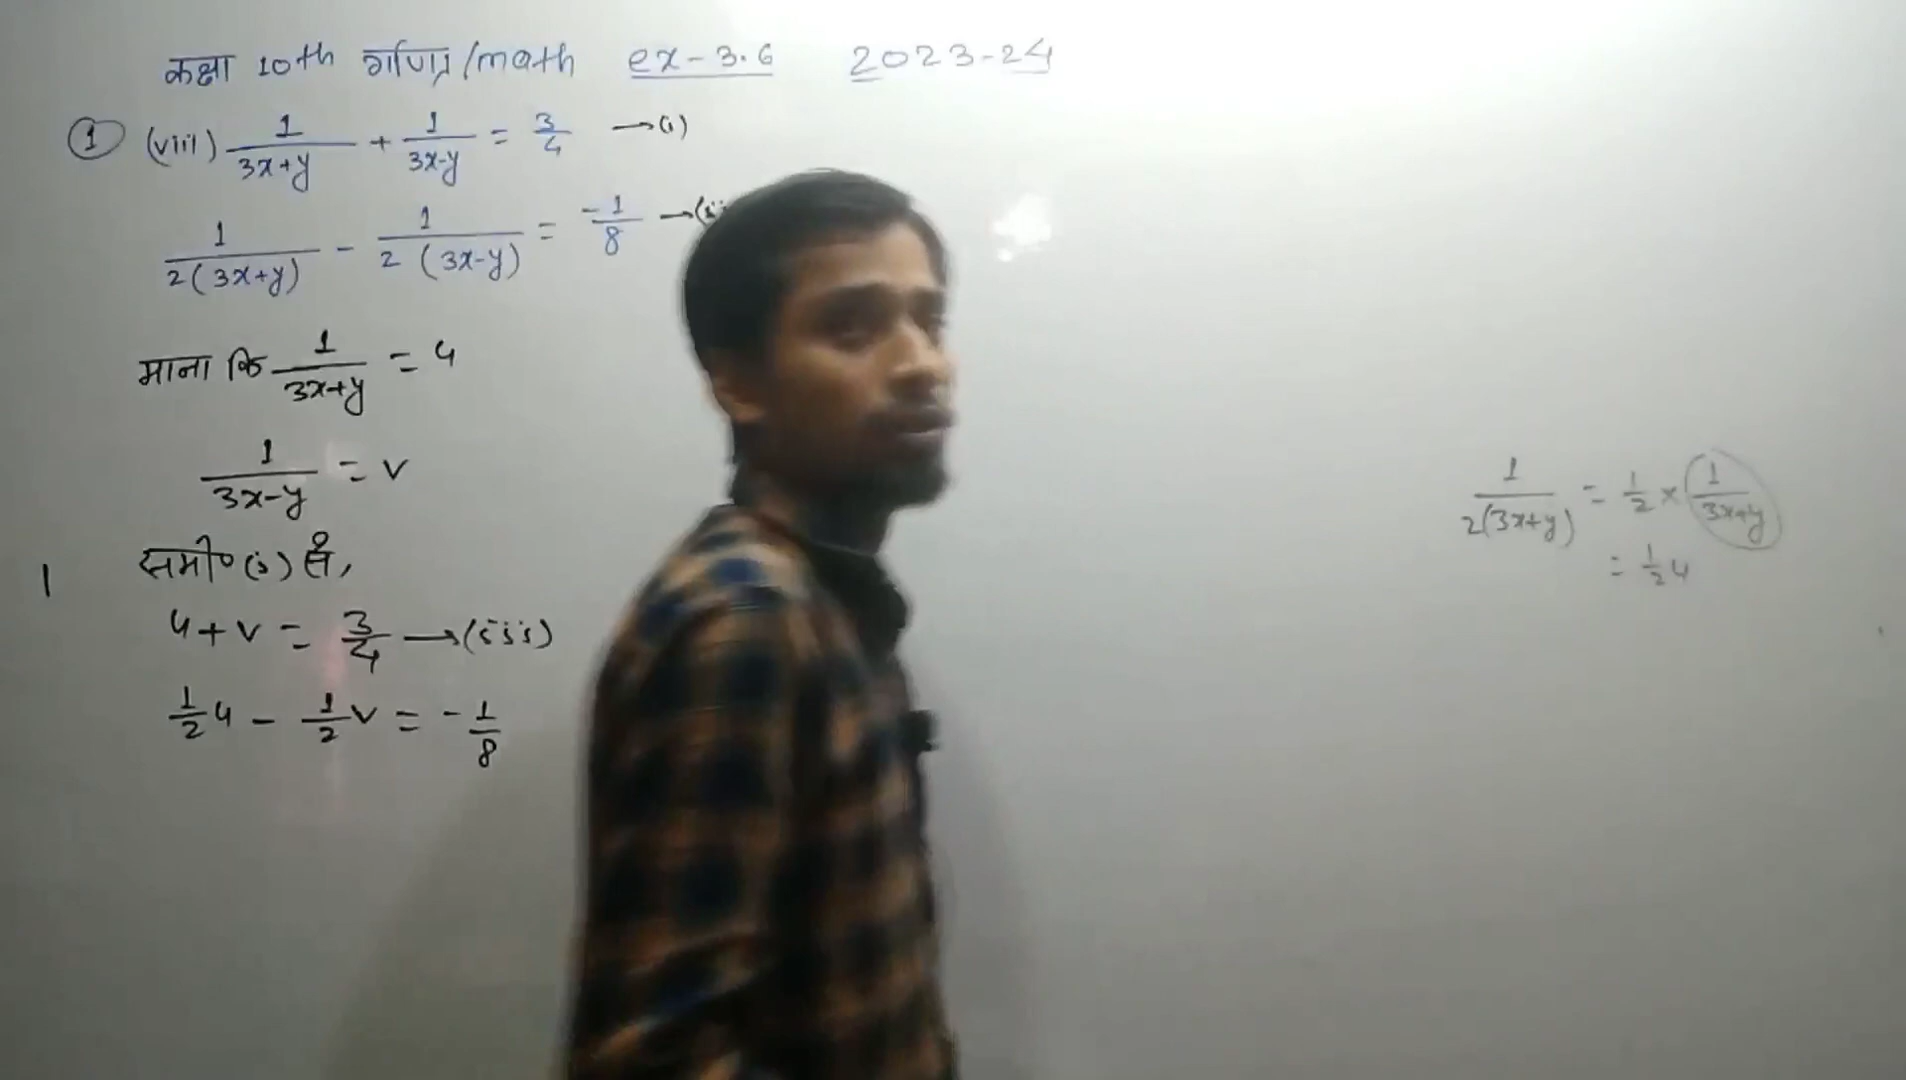 कक्षा 10th गणित/math ex-3.6 2023-24
① (viii) 1/(3x+y) + 1/(3x-y) = 3/4 →(i)
1/(2(3x+y)) - 1/(2(3x-y)) = -1/8 →(ii
माना कि 1/(3x+y) = u
1/(3x-y) = v
समी० (i) से,
u+v = 3/4 →(iii)
1/2 u - 1/2 v = -1/8
1/(2(3x+y)) = 1/2 × 1/(3x+y)
= 1/2 u